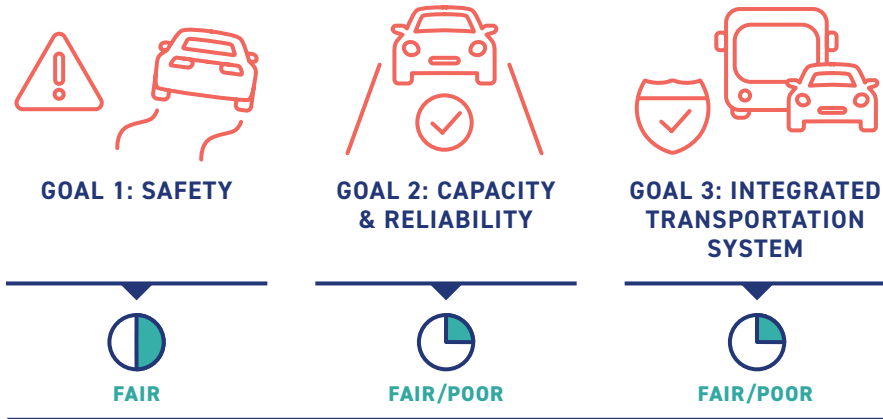 GOAL 1: SAFETY
GOAL 2: CAPACITY
& RELIABILITY
GOAL 3: INTEGRATED
TRANSPORTATION
SYSTEM
FAIR
FAIR/POOR
FAIR/POOR